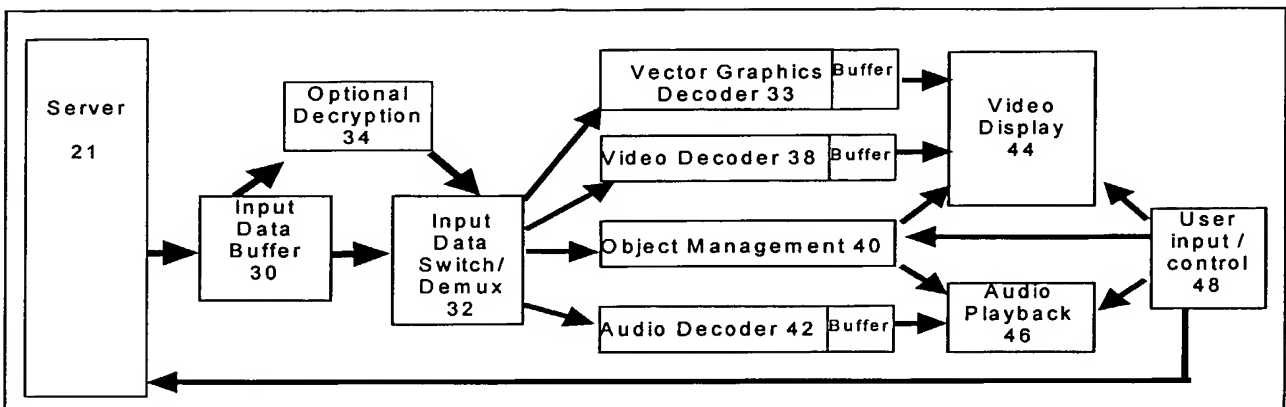 Server
21
Optional
Decryption
34
Input
Data
Buffer
30
Input
Data
Switch/
Demux
32
Vector Graphics
Decoder 33
Buffer
Video Decoder 38
Buffer
Object Management 40
Audio Decoder 42
Buffer
Video
Display
44
Audio
Playback
46
User
input /
control
48